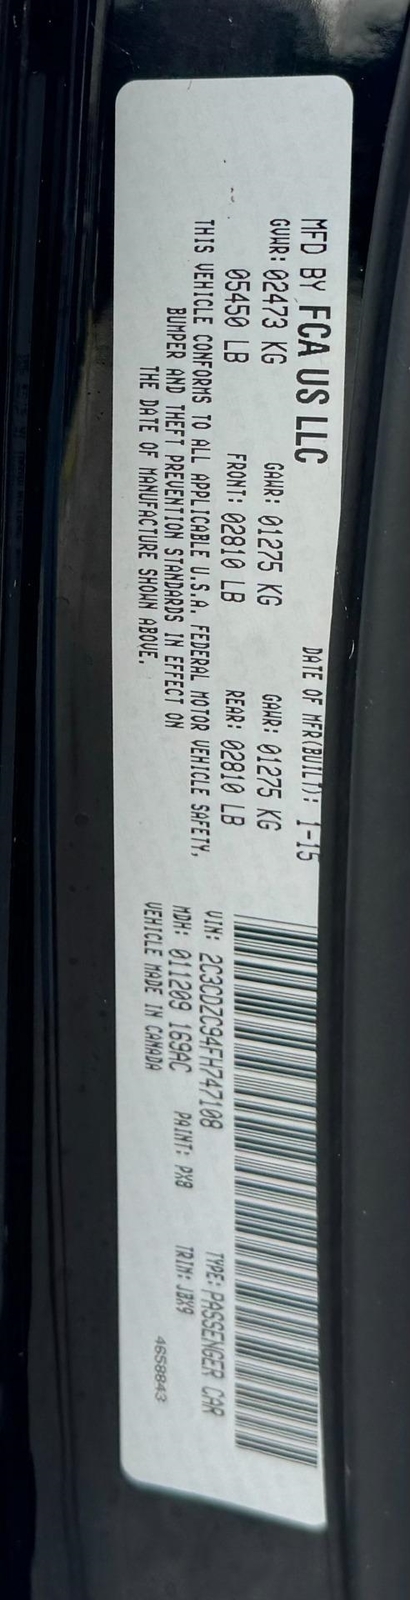 MFD BY FCA US LLC
DATE OF MFR(BUILT): 1-15
GVWR: 02473 KG GAWR: 01275 KG GAWR: 01275 KG
05450 LB FRONT: 02810 LB REAR: 02810 LB
THIS VEHICLE CONFORMS TO ALL APPLICABLE U.S.A. FEDERAL MOTOR VEHICLE SAFETY,
BUMPER AND THEFT PREVENTION STANDARDS IN EFFECT ON
THE DATE OF MANUFACTURE SHOWN ABOVE.
VIN: 2C3CDZC94FH747108 TYPE: PASSENGER CAR
MDH: 011209 169AC PAINT: PX8 TRIM: JBX9
VEHICLE MADE IN CANADA
4658843